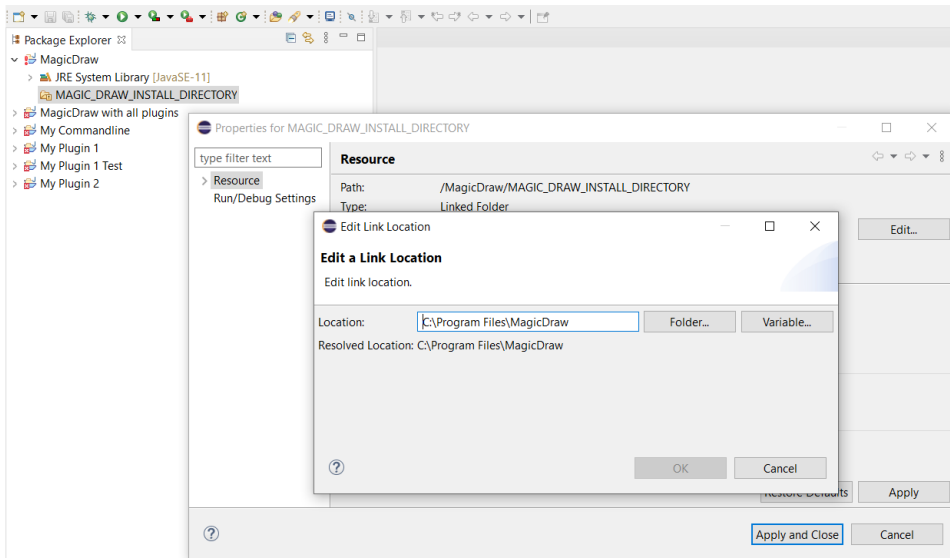 Package Explorer
MagicDraw
JRE System Library [JavaSE-11]
MAGIC_DRAW_INSTALL_DIRECTORY
MagicDraw with all plugins
My Commandline
My Plugin 1
My Plugin 1 Test
My Plugin 2
Properties for MAGIC_DRAW_INSTALL_DIRECTORY
type filter text
Resource
Run/Debug Settings
Resource
Path: /MagicDraw/MAGIC_DRAW_INSTALL_DIRECTORY
Type: Linked Folder
Edit...
Edit Link Location
Edit a Link Location
Edit link location.
Location: C:\Program Files\MagicDraw Folder... Variable...
Resolved Location: C:\Program Files\MagicDraw
OK Cancel
Restore Defaults Apply
Apply and Close Cancel